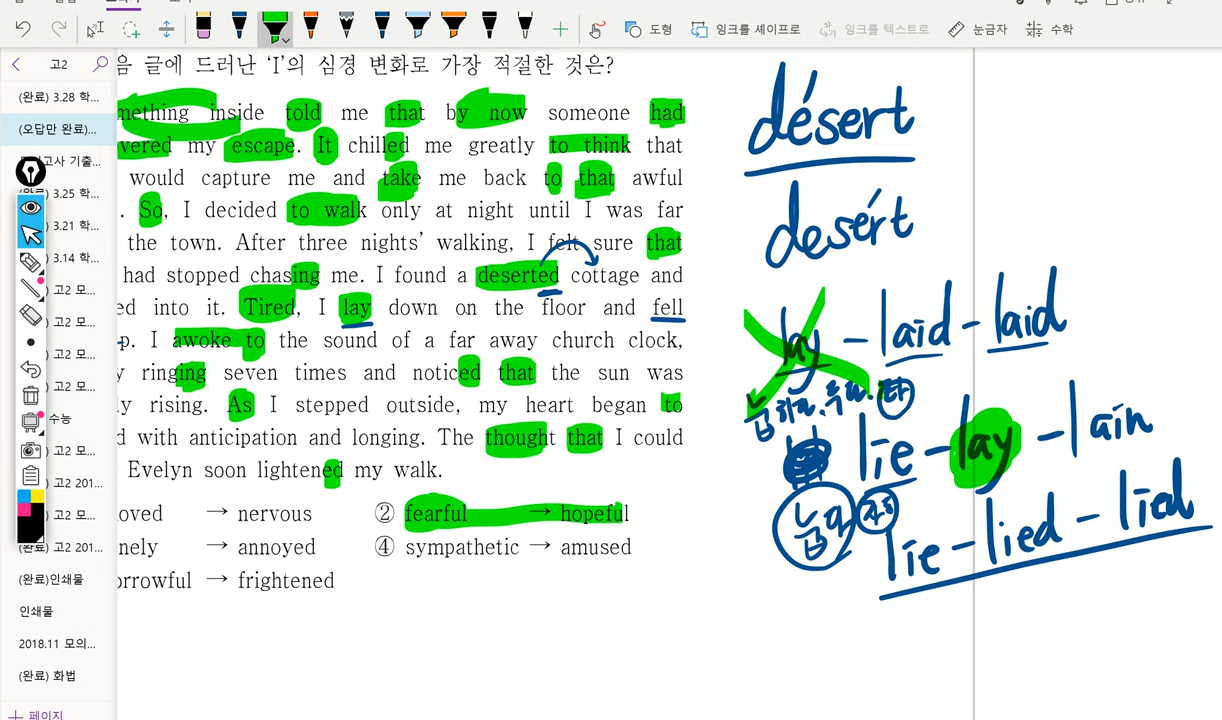 도형
잉크를 셰이프로
잉크를 텍스트로
눈금자
수학
고2
(완료) 3.28 학...
(오답만 완료)...
고사 기출
) 3.25 학...
) 3.21 학...
) 3.14 학...
) 고2 모...
고2 모...
고2 모...
고2 모...
수능
고2 201...
고2 모...
(완료) 고2 201...
(완료)인쇄물
인쇄물
2018.11 모의...
(완료) 화법
페이지
음 글에 드러난 ‘I’의 심경 변화로 가장 적절한 것은?
mething inside told me that by now someone had
vered my escape. It chilled me greatly to think that
would capture me and take me back to that awful
. So, I decided to walk only at night until I was far
the town. After three nights’ walking, I felt sure that
had stopped chasing me. I found a deserted cottage and
ed into it. Tired, I lay down on the floor and fell
p. I awoke to the sound of a far away church clock,
y ringing seven times and noticed that the sun was
y rising. As I stepped outside, my heart began to
d with anticipation and longing. The thought that I could
Evelyn soon lightened my walk.
oved → nervous ② fearful → hopeful
nely → annoyed ④ sympathetic → amused
orrowful → frightened
désert
desért
lay - laid - laid
타
lie - lay - lain
눕다 자
lie - lied - lied